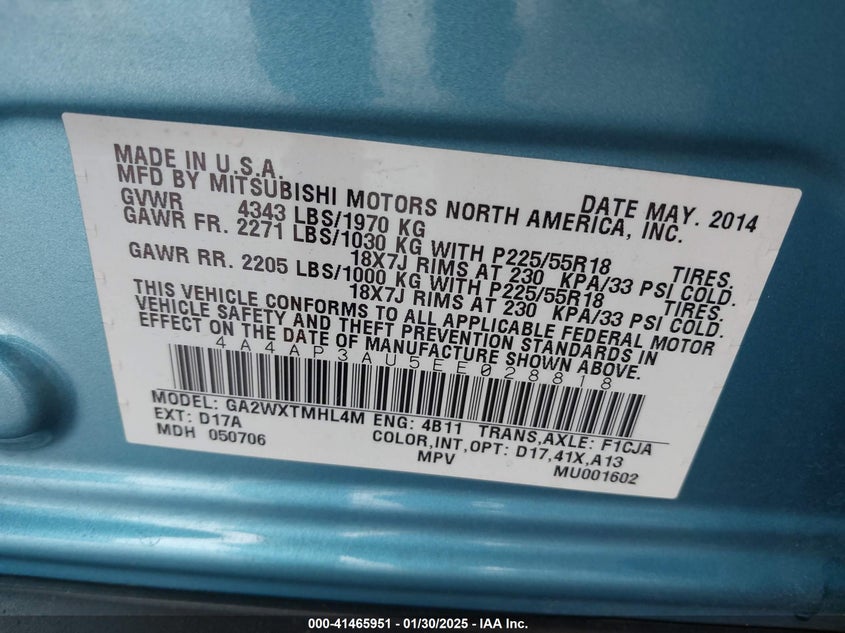 MADE IN U.S.A. DATE MAY. 2014
MFD BY MITSUBISHI MOTORS NORTH AMERICA, INC.
GVWR 4343 LBS/1970 KG
GAWR FR. 2271 LBS/1030 KG WITH P225/55R18 TIRES.
18X7J RIMS AT 230 KPA/33 PSI COLD.
GAWR RR. 2205 LBS/1000 KG WITH P225/55R18 TIRES.
18X7J RIMS AT 230 KPA/33 PSI COLD.
THIS VEHICLE CONFORMS TO ALL APPLICABLE FEDERAL MOTOR
VEHICLE SAFETY AND THEFT PREVENTION STANDARDS IN
EFFECT ON THE DATE OF MANUFACTURE SHOWN ABOVE.
4A4AP3AU5EE028818
MODEL: GA2WXTMHL4M ENG: 4B11 TRANS,AXLE: F1CJA
EXT: D17A COLOR,INT,OPT: D17,41X,A13
MDH 050706 MPV MU001602
000-41465951 - 01/30/2025 - IAA Inc.